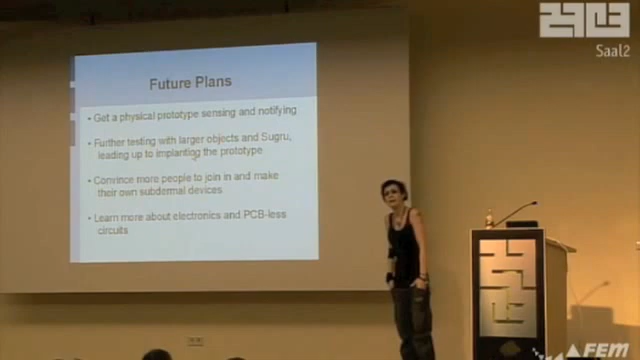 29C3
Saal2
Future Plans
• Get a physical prototype sensing and notifying
• Further testing with larger objects and Sugru,
leading up to implanting the prototype
• Convince more people to join in and make
their own subdermal devices
• Learn more about electronics and PCB-less
circuits
FEM